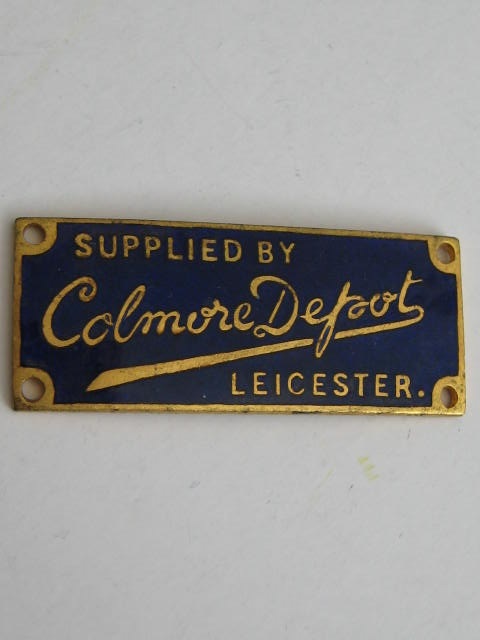 SUPPLIED BY
Colmore Depot
LEICESTER.